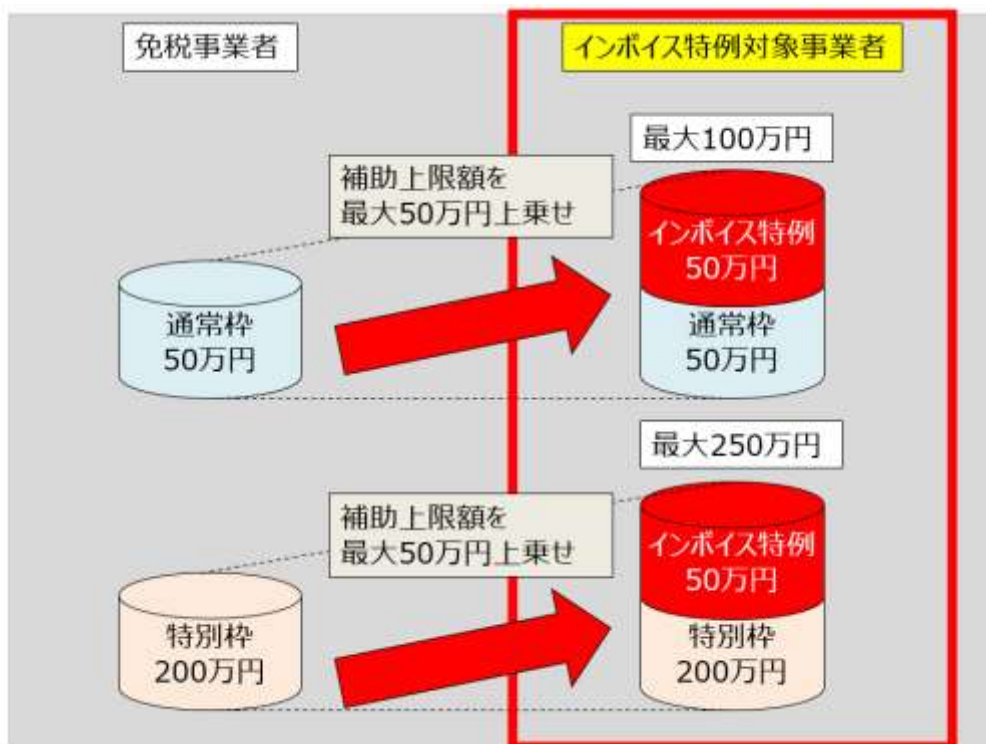 免税事業者
インボイス特例対象事業者
最大100万円
補助上限額を
最大50万円上乗せ
インボイス特例
50万円
通常枠
50万円
通常枠
50万円
最大250万円
補助上限額を
最大50万円上乗せ
インボイス特例
50万円
特別枠
200万円
特別枠
200万円